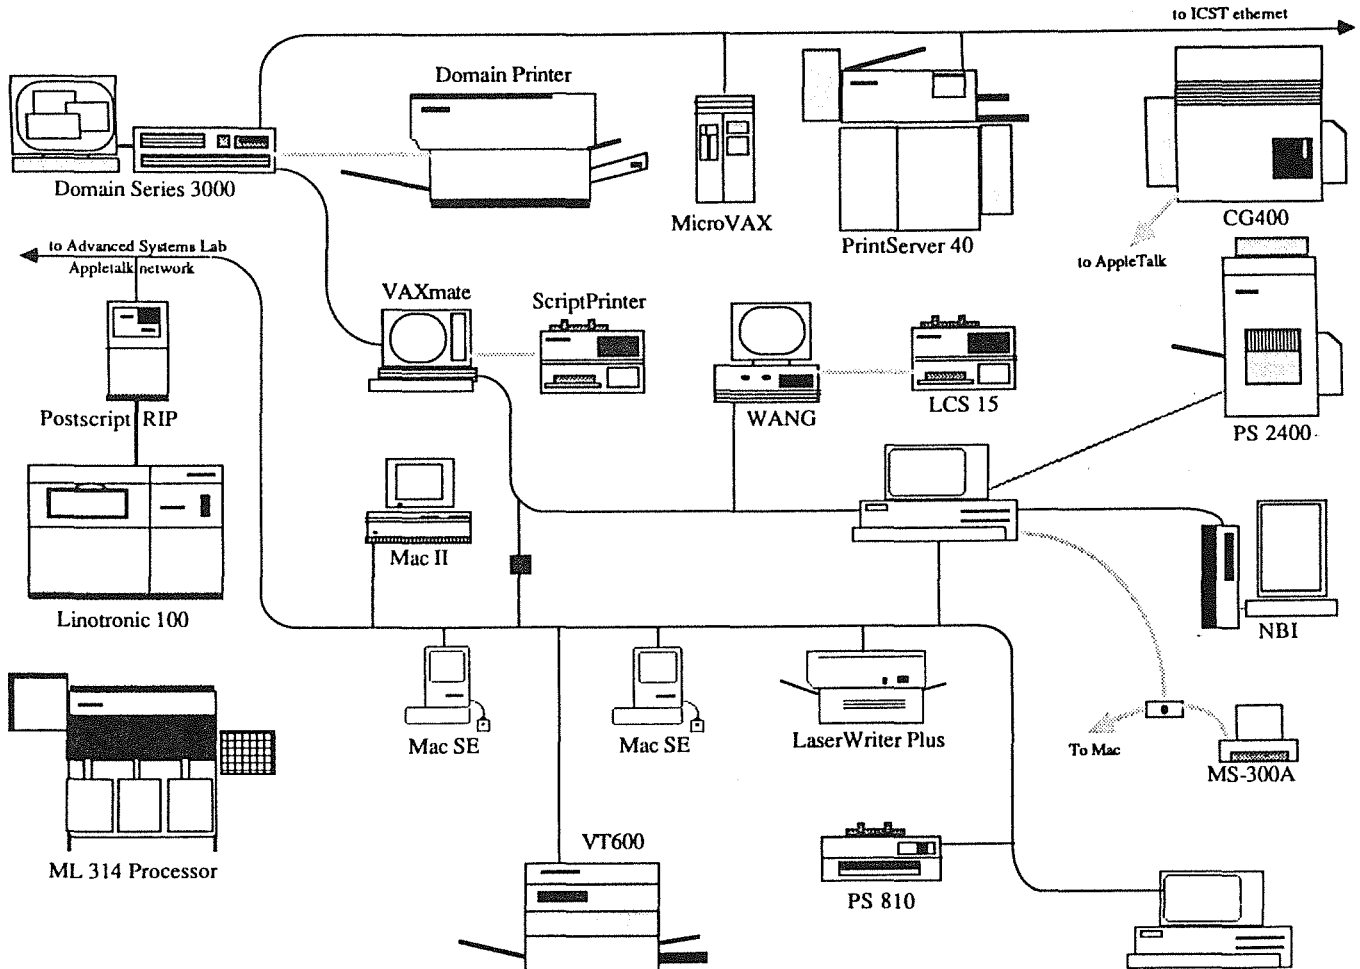 to ICST ethernet
Domain Printer
Domain Series 3000
MicroVAX
PrintServer 40
CG400
to Advanced Systems Lab
Appletalk network
to AppleTalk
VAXmate
ScriptPrinter
Postscript RIP
WANG
LCS 15
PS 2400
Mac II
Linotronic 100
NBI
Mac SE
Mac SE
LaserWriter Plus
To Mac
MS-300A
ML 314 Processor
VT600
PS 810